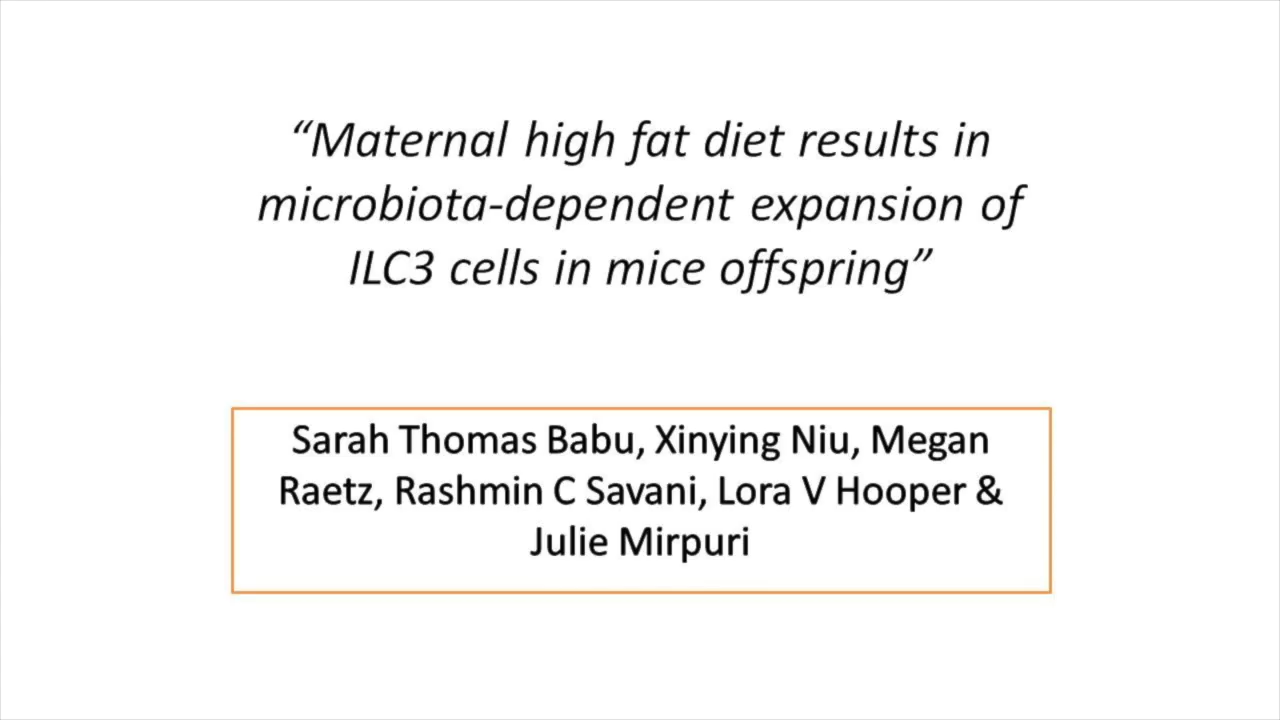 “Maternal high fat diet results in
microbiota-dependent expansion of
ILC3 cells in mice offspring”
Sarah Thomas Babu, Xinying Niu, Megan
Raetz, Rashmin C Savani, Lora V Hooper &
Julie Mirpuri